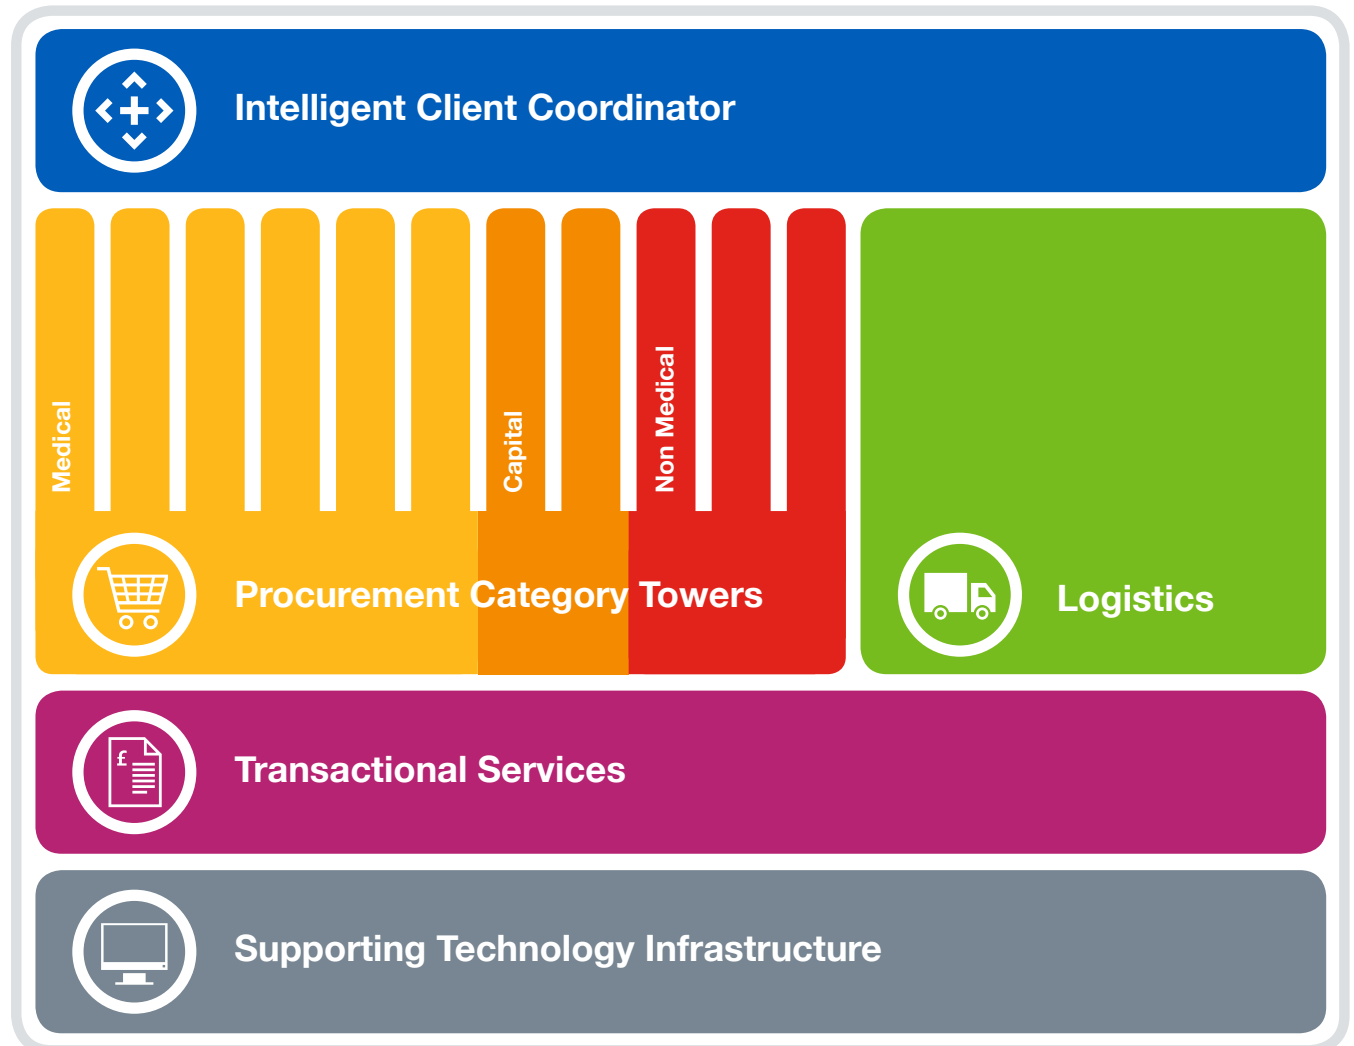 Intelligent Client Coordinator
Medical
Capital
Non Medical
Procurement Category Towers
Logistics
£
Transactional Services
Supporting Technology Infrastructure